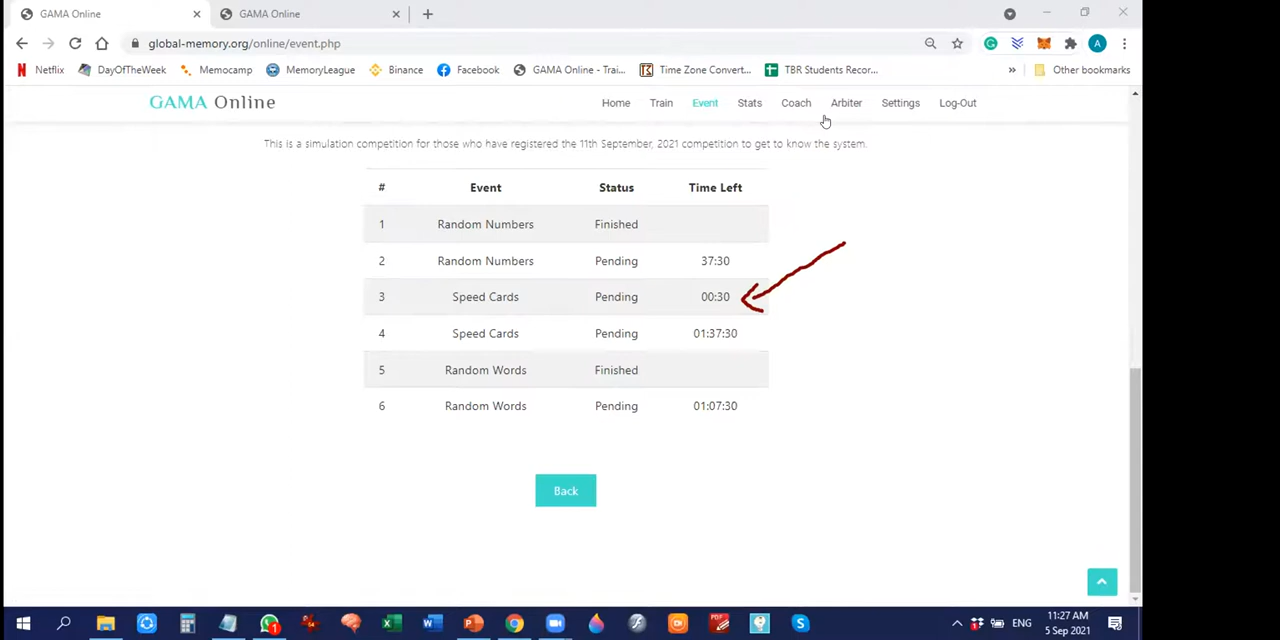 GAMA Online
GAMA Online
global-memory.org/online/event.php
A
Netflix DayOfTheWeek Memocamp MemoryLeague Binance Facebook GAMA Online - Trai... Time Zone Convert... TBR Students Recor... » Other bookmarks
GAMA Online Home Train Event Stats Coach Arbiter Settings Log-Out
This is a simulation competition for those who have registered the 11th September, 2021 competition to get to know the system.
# Event Status Time Left
1 Random Numbers Finished
2 Random Numbers Pending 37:30
3 Speed Cards Pending 00:30
4 Speed Cards Pending 01:37:30
5 Random Words Finished
6 Random Words Pending 01:07:30
Back
ENG
11:27 AM
5 Sep 2021